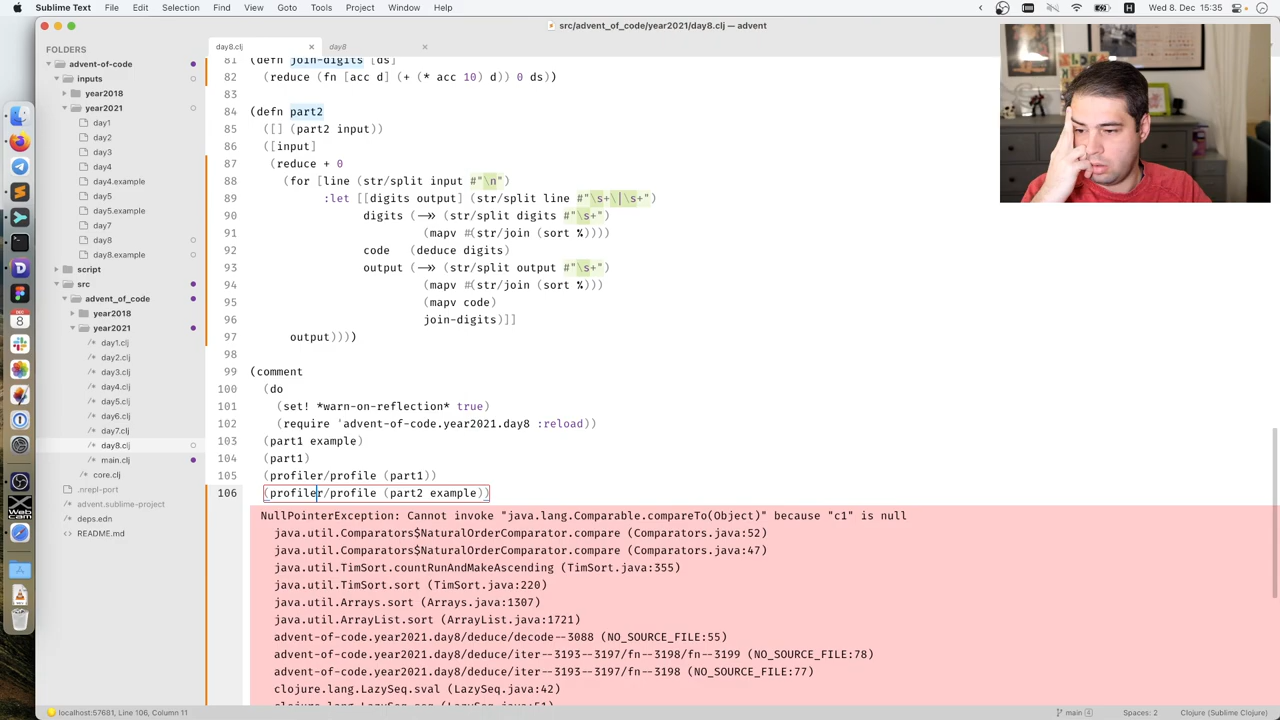 Sublime Text File Edit Selection Find View Goto Tools Project Window Help
Wed 8. Dec 15:35
src/advent_of_code/year2021/day8.clj — advent
FOLDERS
advent-of-code
inputs
year2018
year2021
day1
day2
day3
day4
day4.example
day5
day5.example
day7
day8
day8.example
script
src
advent_of_code
year2018
year2021
day1.clj
day2.clj
day3.clj
day4.clj
day5.clj
day6.clj
day7.clj
day8.clj
main.clj
core.clj
.nrepl-port
advent.sublime-project
deps.edn
README.md
day8.clj day8
81 (defn join-digits [ds]
82 (reduce (fn [acc d] (+ (* acc 10) d)) 0 ds))
83
84 (defn part2
85 ([] (part2 input))
86 ([input]
87 (reduce + 0
88 (for [line (str/split input #"\n")
89 :let [[digits output] (str/split line #"\s+\|\s+")
90 digits (->> (str/split digits #"\s+")
91 (mapv #(str/join (sort %))))
92 code (deduce digits)
93 output (->> (str/split output #"\s+")
94 (mapv #(str/join (sort %)))
95 (mapv code)
96 join-digits)]]
97 output))))
98
99 (comment
100 (do
101 (set! *warn-on-reflection* true)
102 (require 'advent-of-code.year2021.day8 :reload))
103 (part1 example)
104 (part1)
105 (profiler/profile (part1))
106 (profiler/profile (part2 example))
NullPointerException: Cannot invoke "java.lang.Comparable.compareTo(Object)" because "c1" is null
java.util.Comparators$NaturalOrderComparator.compare (Comparators.java:52)
java.util.Comparators$NaturalOrderComparator.compare (Comparators.java:47)
java.util.TimSort.countRunAndMakeAscending (TimSort.java:355)
java.util.TimSort.sort (TimSort.java:220)
java.util.Arrays.sort (Arrays.java:1307)
java.util.ArrayList.sort (ArrayList.java:1721)
advent-of-code.year2021.day8/deduce/decode--3088 (NO_SOURCE_FILE:55)
advent-of-code.year2021.day8/deduce/iter--3193-3197/fn--3198/fn--3199 (NO_SOURCE_FILE:78)
advent-of-code.year2021.day8/deduce/iter--3193-3197/fn--3198 (NO_SOURCE_FILE:77)
clojure.lang.LazySeq.sval (LazySeq.java:42)
localhost:57681, Line 106, Column 11
main 4
Spaces: 2
Clojure (Sublime Clojure)